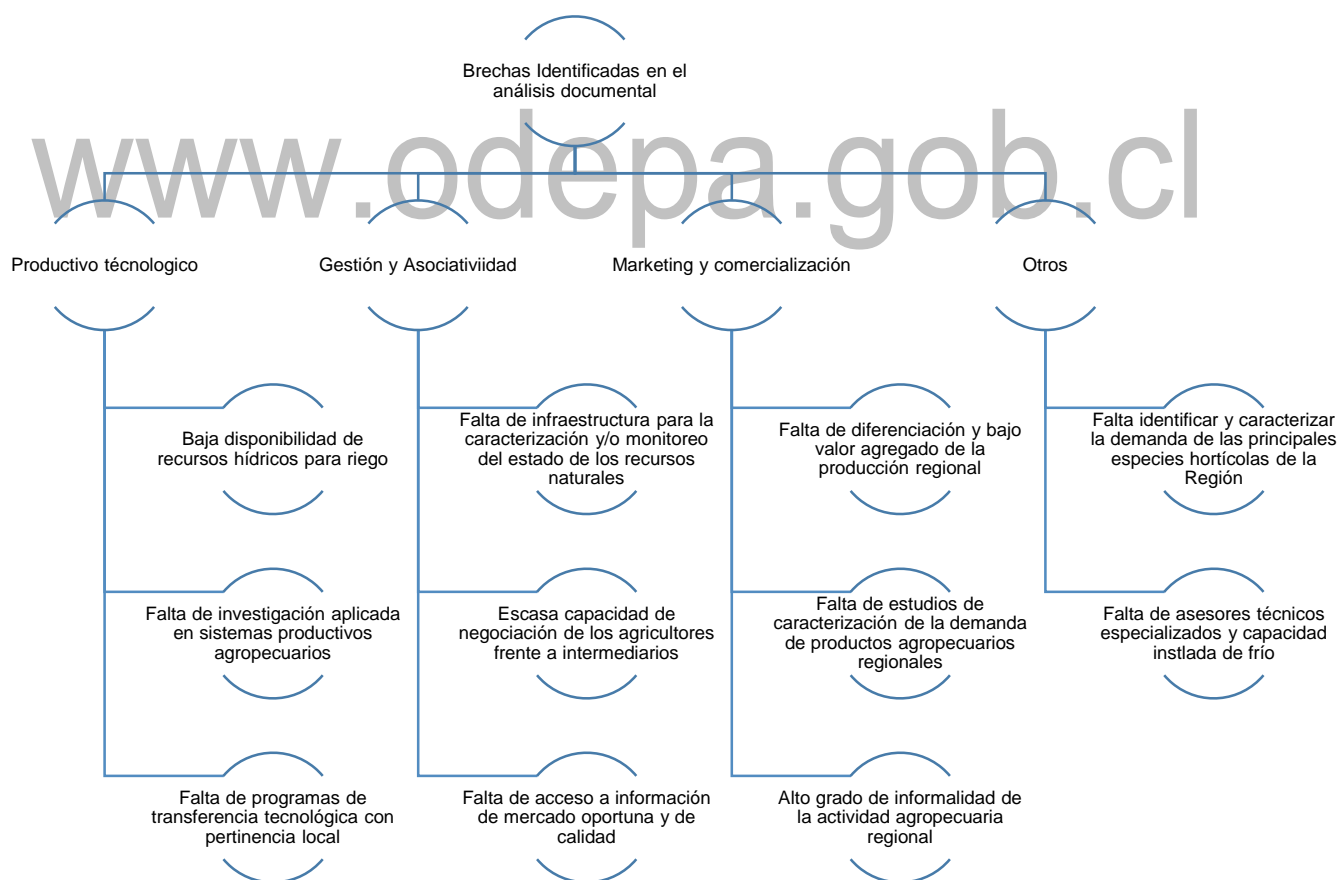 Brechas Identificadas en el
análisis documental
www.odepa.gob.cl
Productivo técnologico
Gestión y Asociatiividad
Marketing y comercialización
Otros
Baja disponibilidad de
recursos hídricos para riego
Falta de infraestructura para la
caracterización y/o monitoreo
del estado de los recursos
naturales
Falta de diferenciación y bajo
valor agregado de la
producción regional
Falta identificar y caracterizar
la demanda de las principales
especies hortícolas de la
Región
Falta de investigación aplicada
en sistemas productivos
agropecuarios
Escasa capacidad de
negociación de los agricultores
frente a intermediarios
Falta de estudios de
caracterización de la demanda
de productos agropecuarios
regionales
Falta de asesores técnicos
especializados y capacidad
instlada de frío
Falta de programas de
transferencia tecnológica con
pertinencia local
Falta de acceso a información
de mercado oportuna y de
calidad
Alto grado de informalidad de
la actividad agropecuaria
regional